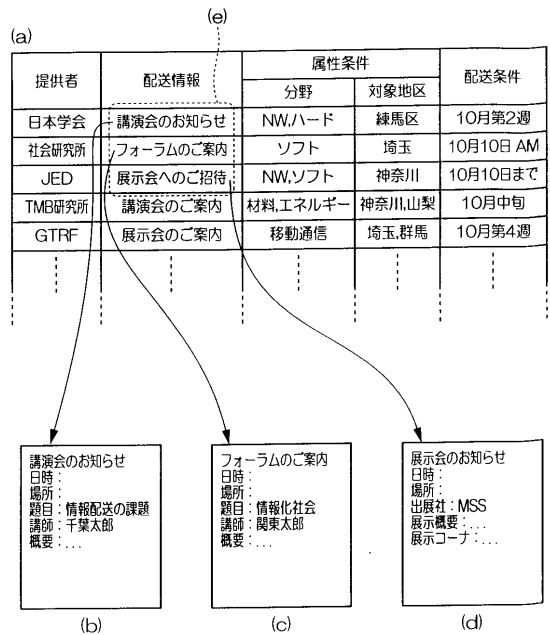 (e)
(a)
提供者 配送情報 属性条件 配送条件
分野 対象地区
日本学会 講演会のお知らせ NW,ハード 練馬区 10月第2週
社会研究所 フォーラムのご案内 ソフト 埼玉 10月10日 AM
JED 展示会へのご招待 NW,ソフト 神奈川 10月10日まで
TMB研究所 講演会のご案内 材料,エネルギー 神奈川,山梨 10月中旬
GTRF 展示会のご案内 移動通信 埼玉,群馬 10月第4週
講演会のお知らせ
日時:
場所:
題目:情報配送の課題
講師:千葉太郎
概要:...
(b)
フォーラムのご案内
日時:
場所:
題目:情報化社会
講師:関東太郎
概要:...
(c)
展示会のお知らせ
日時:
場所:
出展社:MSS
展示概要:...
展示コーナ:...
(d)